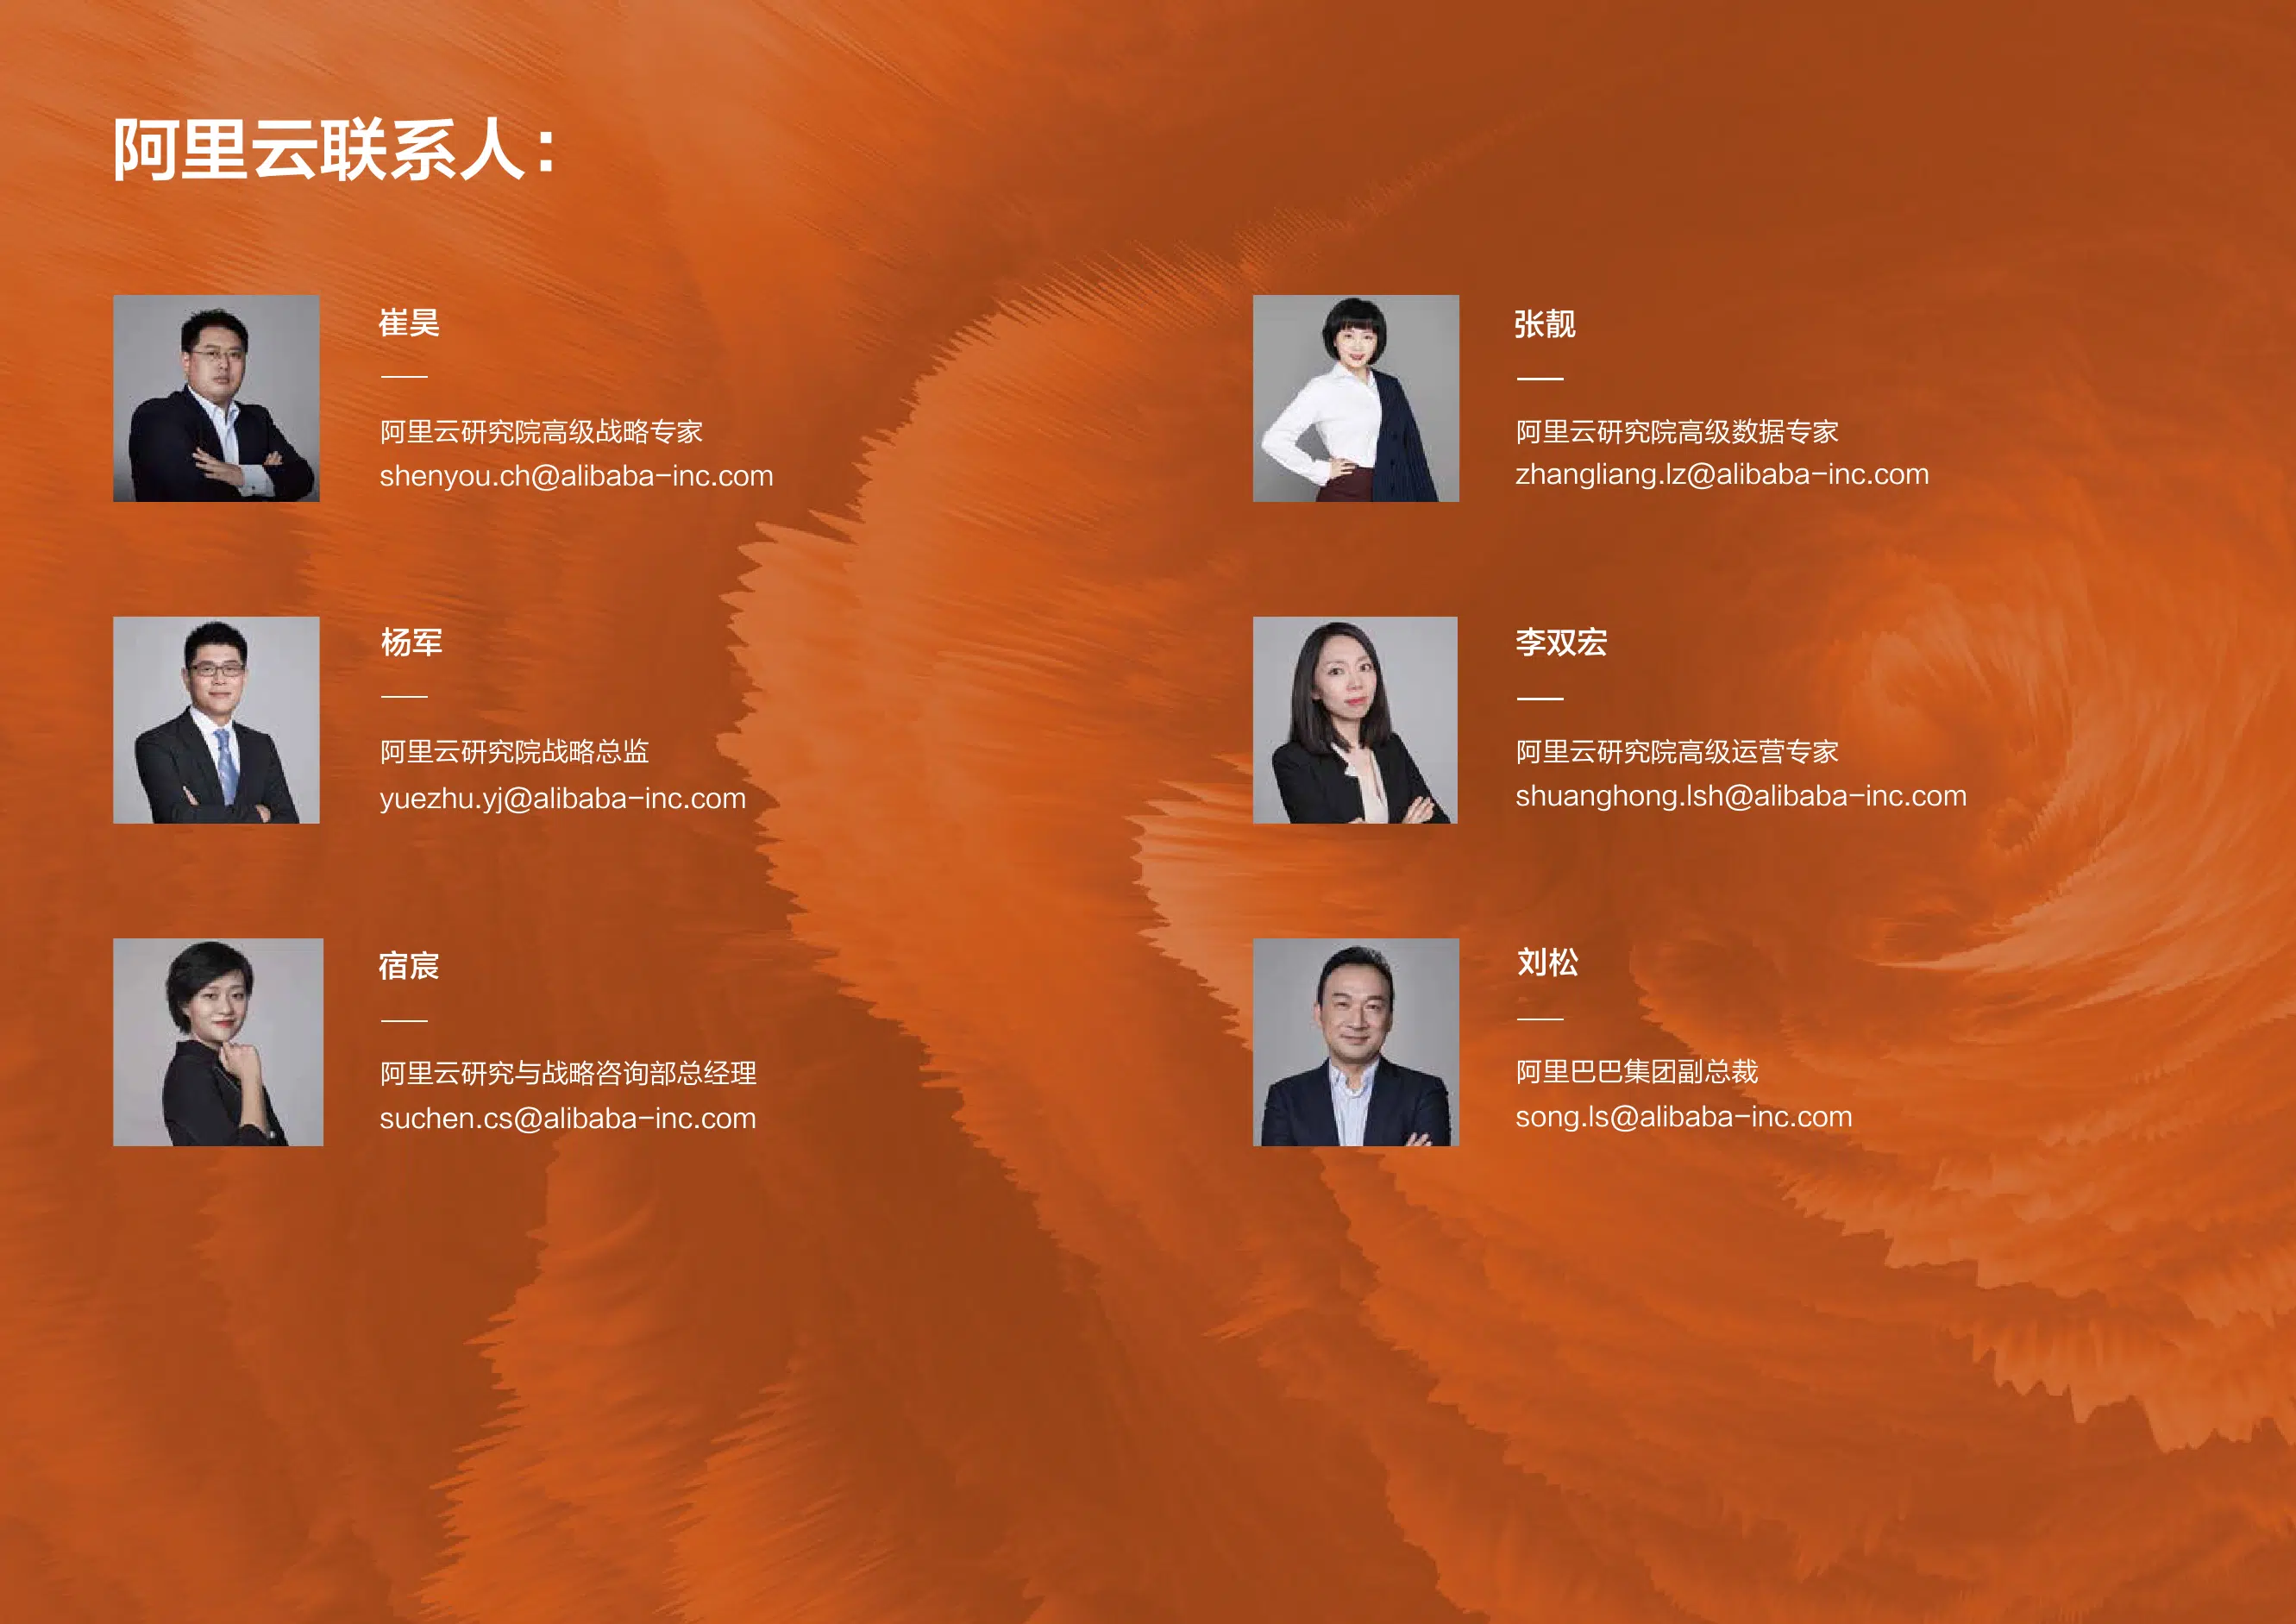 阿里云联系人：
崔昊
阿里云研究院高级战略专家
shenyou.ch@alibaba-inc.com
杨军
阿里云研究院战略总监
yuezhu.yj@alibaba-inc.com
宿宸
阿里云研究与战略咨询部总经理
suchen.cs@alibaba-inc.com
张靓
阿里云研究院高级数据专家
zhangliang.lz@alibaba-inc.com
李双宏
阿里云研究院高级运营专家
shuanghong.lsh@alibaba-inc.com
刘松
阿里巴巴集团副总裁
song.ls@alibaba-inc.com